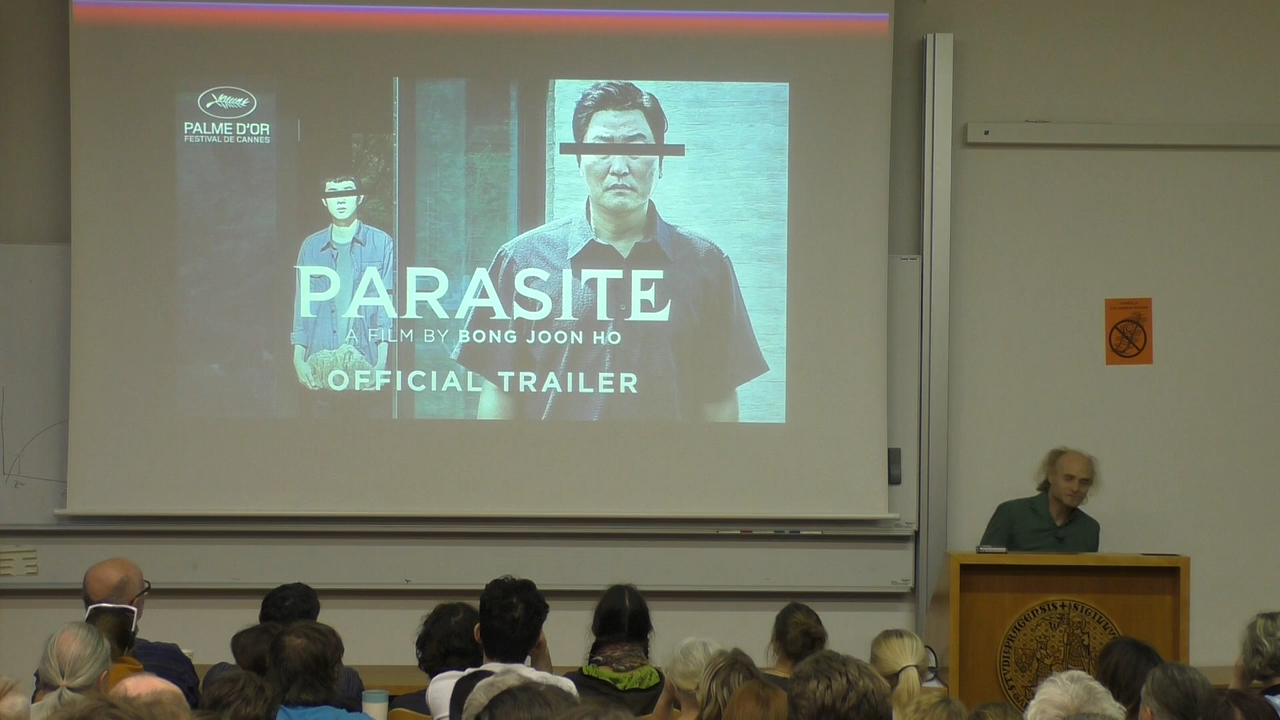 PALME D'OR
FESTIVAL DE CANNES
PARASITE
A FILM BY BONG JOON HO
OFFICIAL TRAILER